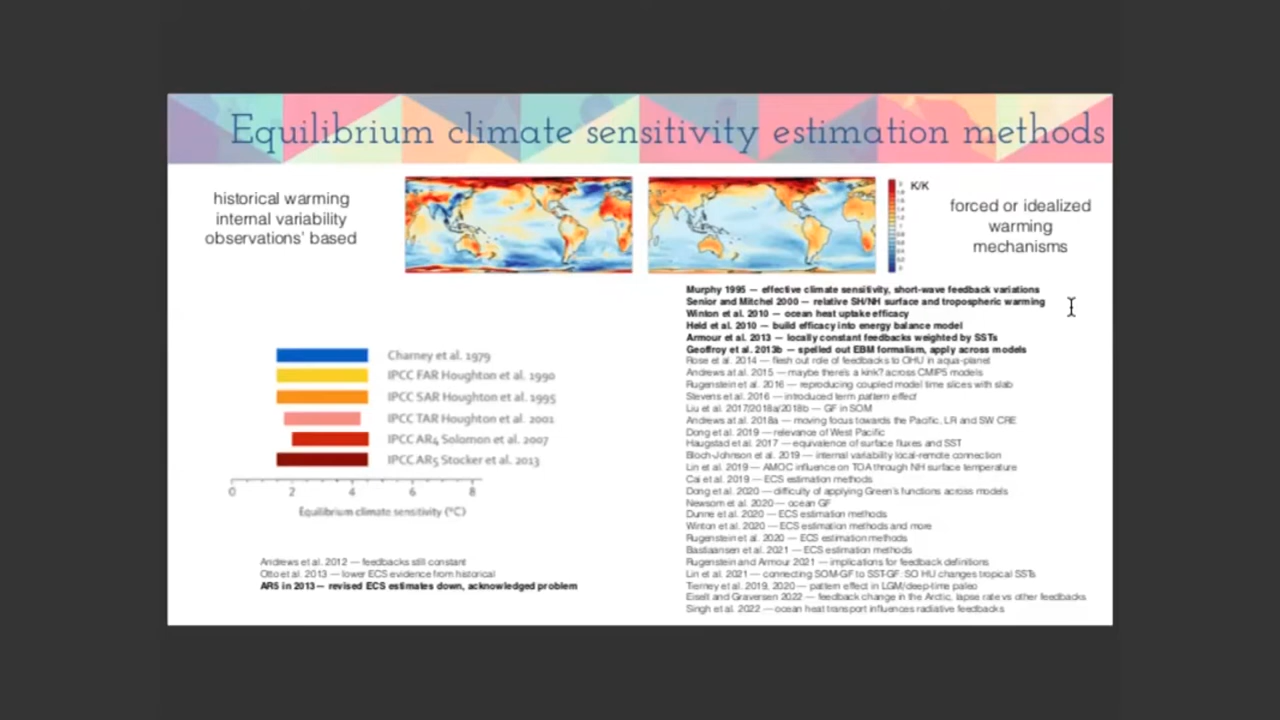 Equilibrium climate sensitivity estimation methods
historical warming
internal variability
observations' based
K/K
forced or idealized
warming
mechanisms
Charney et al. 1979
IPCC FAR Houghton et al. 1990
IPCC SAR Houghton et al. 1995
IPCC TAR Houghton et al. 2001
IPCC AR4 Solomon et al. 2007
IPCC AR5 Stocker et al. 2013
0 2 4 6 8
Equilibrium climate sensitivity (°C)
Andrews et al. 2012 — feedbacks still constant
Otto et al. 2013 — lower ECS evidence from historical
AR5 in 2013 — revised ECS estimates down, acknowledged problem
Murphy 1995 — effective climate sensitivity, short-wave feedback variations
Senior and Mitchel 2000 — relative SH/NH surface and tropospheric warming
Winton et al. 2010 — ocean heat uptake efficacy
Held et al. 2010 — build efficacy into energy balance model
Armour et al. 2013 — locally constant feedbacks weighted by SSTs
Geoffroy et al. 2013b — spelled out EBM formalism, apply across models
Rose et al. 2014 — flesh out role of feedbacks to OHU in aqua-planet
Andrews at al. 2015 — maybe there's a kink? across CMIP5 models
Rugenstein et al. 2016 — reproducing coupled model time slices with slab
Stevens et al. 2016 — introduced term pattern effect
Liu et al. 2017/2018a/2018b — GF in SOM
Andrews at al. 2018a — moving focus towards the Pacific, LR and SW CRE
Dong et al. 2019 — relevance of West Pacific
Haugstad et al. 2017 — equivalence of surface fluxes and SST
Bloch-Johnson et al. 2019 — internal variability local-remote connection
Lin et al. 2019 — AMOC influence on TOA through NH surface temperature
Cai et al. 2019 — ECS estimation methods
Dong et al. 2020 — difficulty of applying Green's functions across models
Newsom et al. 2020 — ocean GF
Dunne et al. 2020 — ECS estimation methods
Winton et al. 2020 — ECS estimation methods and more
Rugenstein et al. 2020 — ECS estimation methods
Bastiaansen et al. 2021 — ECS estimation methods
Rugenstein and Armour 2021 — implications for feedback definitions
Lin et al. 2021 — connecting SOM-GF to SST-GF: SO HU changes tropical SSTs
Tierney et al. 2019, 2020 — pattern effect in LGM/deep-time paleo
Eiselt and Graversen 2022 — feedback change in the Arctic, lapse rate vs other feedbacks
Singh et al. 2022 — ocean heat transport influences radiative feedbacks